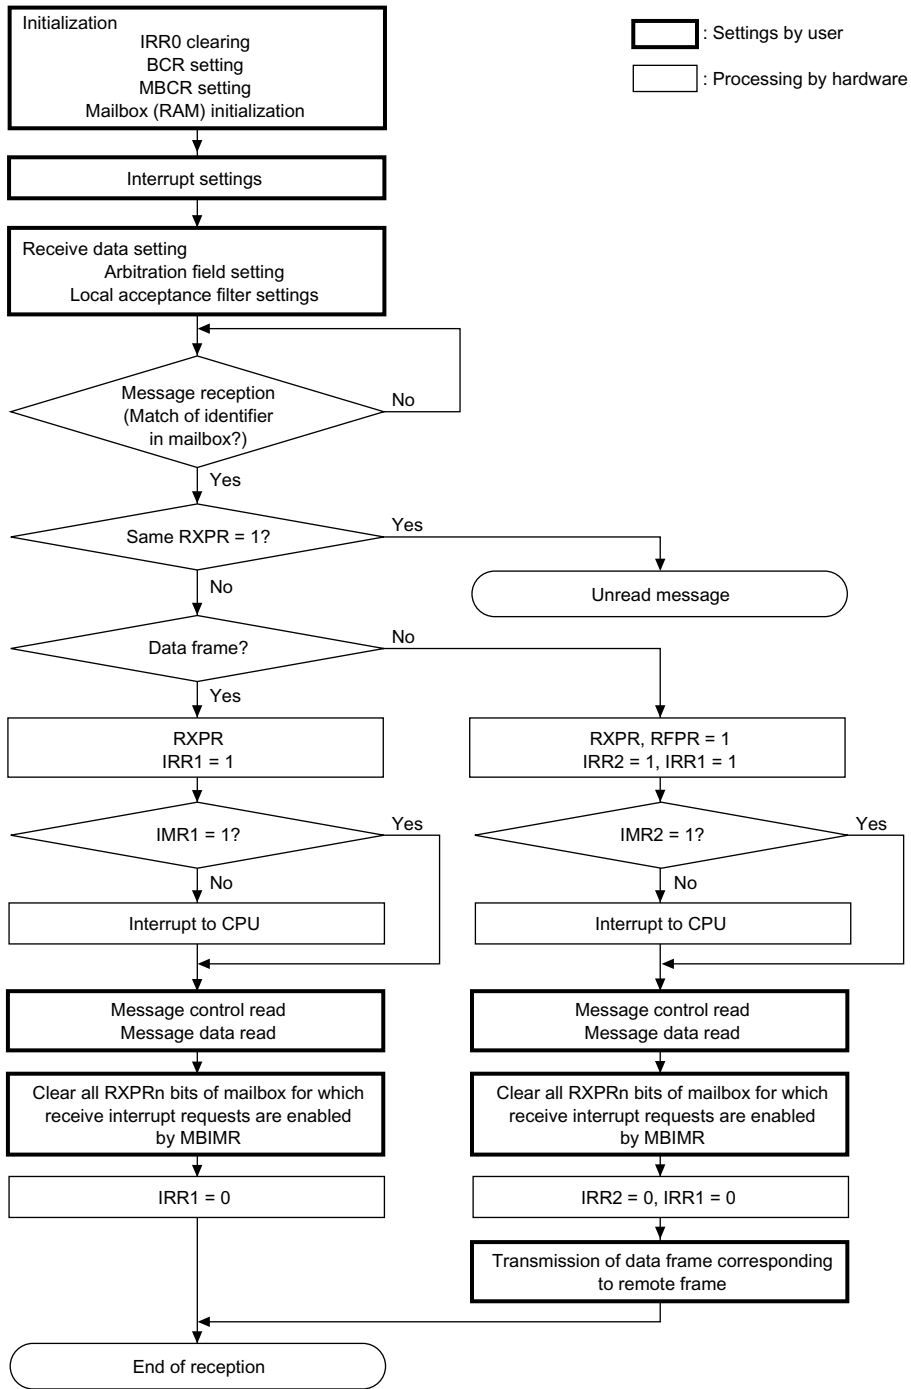 Initialization
IRR0 clearing
BCR setting
MBCR setting
Mailbox (RAM) initialization
: Settings by user
: Processing by hardware
Interrupt settings
Receive data setting
Arbitration field setting
Local acceptance filter settings
Message reception
(Match of identifier
in mailbox?)
No
Yes
Same RXPR = 1?
Yes
No
Unread message
Data frame?
No
Yes
RXPR
IRR1 = 1
RXPR, RFPR = 1
IRR2 = 1, IRR1 = 1
IMR1 = 1?
Yes
No
IMR2 = 1?
Yes
No
Interrupt to CPU
Interrupt to CPU
Message control read
Message data read
Message control read
Message data read
Clear all RXPRn bits of mailbox for which
receive interrupt requests are enabled
by MBIMR
Clear all RXPRn bits of mailbox for which
receive interrupt requests are enabled
by MBIMR
IRR1 = 0
IRR2 = 0, IRR1 = 0
Transmission of data frame corresponding
to remote frame
End of reception